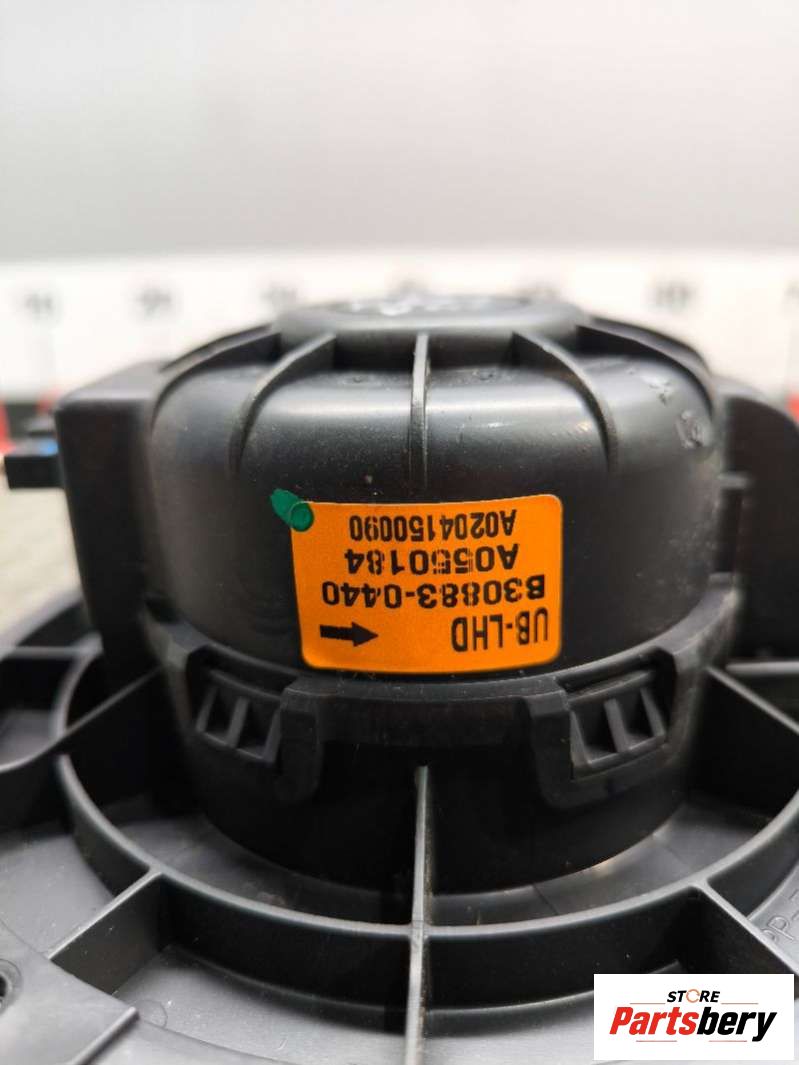 UB-LHD
B30883-0440
A0550184
A0204150090
STORE
Partsbery